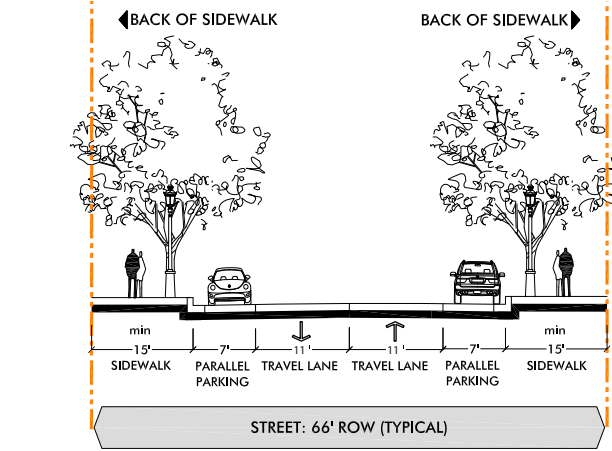 BACK OF SIDEWALK BACK OF SIDEWALK
min min
15' 7' 11' 11' 7' 15'
SIDEWALK PARALLEL TRAVEL LANE TRAVEL LANE PARALLEL SIDEWALK
PARKING PARKING
STREET: 66' ROW (TYPICAL)